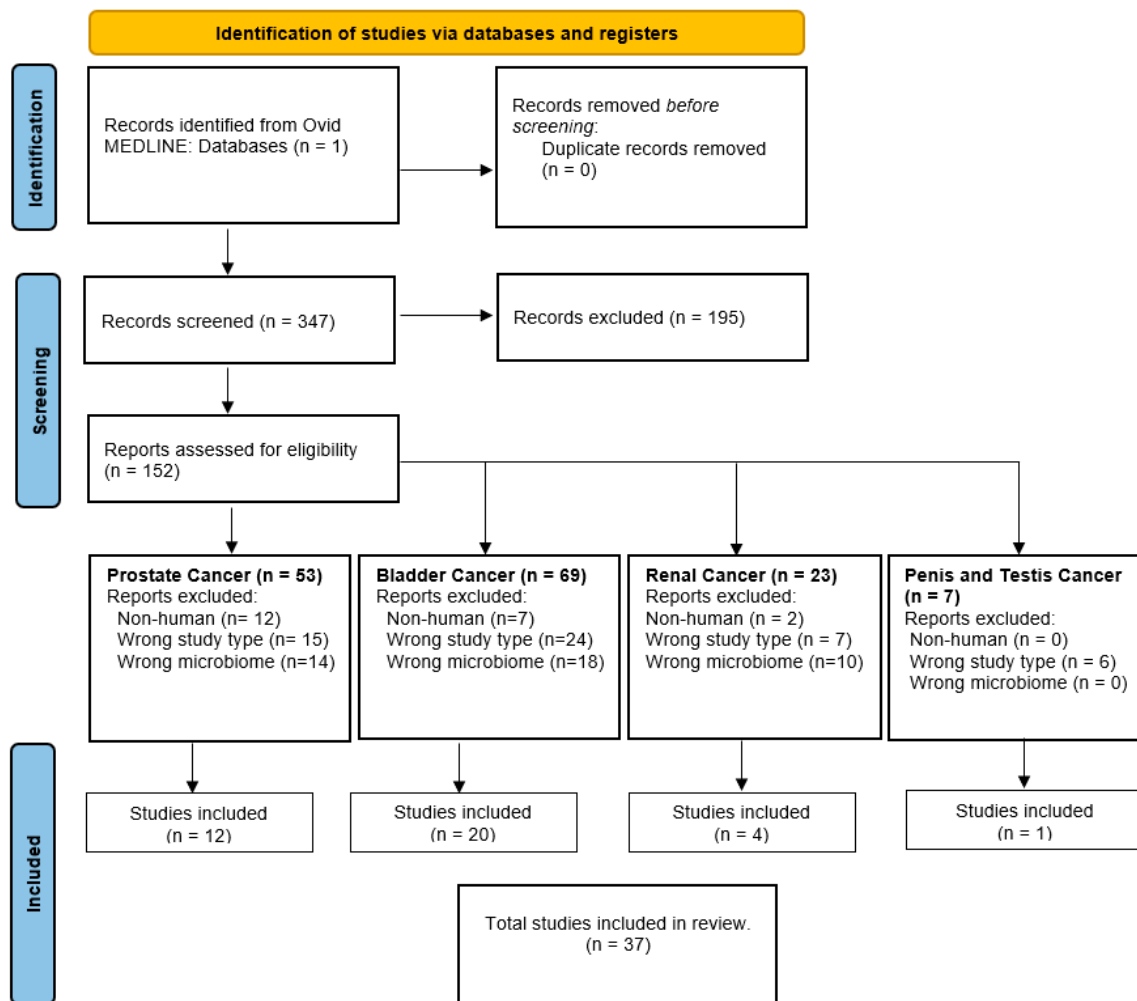 Identification of studies via databases and registers
Identification
Records identified from Ovid
MEDLINE: Databases (n = 1)
Records removed before
screening:
Duplicate records removed
(n = 0)
Screening
Records screened (n = 347)
Records excluded (n = 195)
Reports assessed for eligibility
(n = 152)
Prostate Cancer (n = 53)
Reports excluded:
Non-human (n= 12)
Wrong study type (n= 15)
Wrong microbiome (n=14)
Bladder Cancer (n = 69)
Reports excluded:
Non-human (n=7)
Wrong study type (n=24)
Wrong microbiome (n=18)
Renal Cancer (n = 23)
Reports excluded:
Non-human (n = 2)
Wrong study type (n = 7)
Wrong microbiome (n=10)
Penis and Testis Cancer
(n = 7)
Reports excluded:
Non-human (n = 0)
Wrong study type (n = 6)
Wrong microbiome (n = 0)
Included
Studies included
(n = 12)
Studies included
(n = 20)
Studies included
(n = 4)
Studies included
(n = 1)
Total studies included in review.
(n = 37)